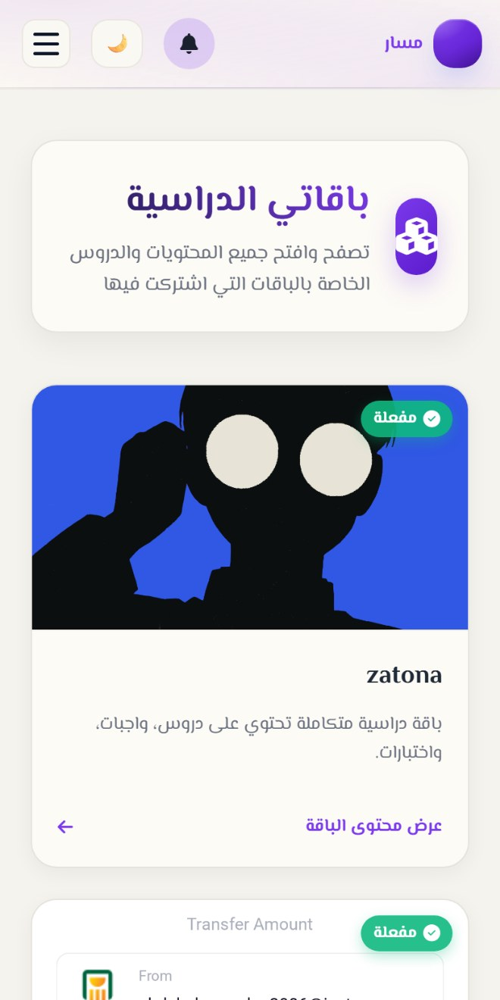 مسار
باقاتي الدراسية
تصفح وافتح جميع المحتويات والدروس
الخاصة بالباقات التي اشتركت فيها
مفعلة
zatona
باقة دراسية متكاملة تحتوي على دروس، واجبات،
واختبارات.
عرض محتوى الباقة
مفعلة
Transfer Amount
From